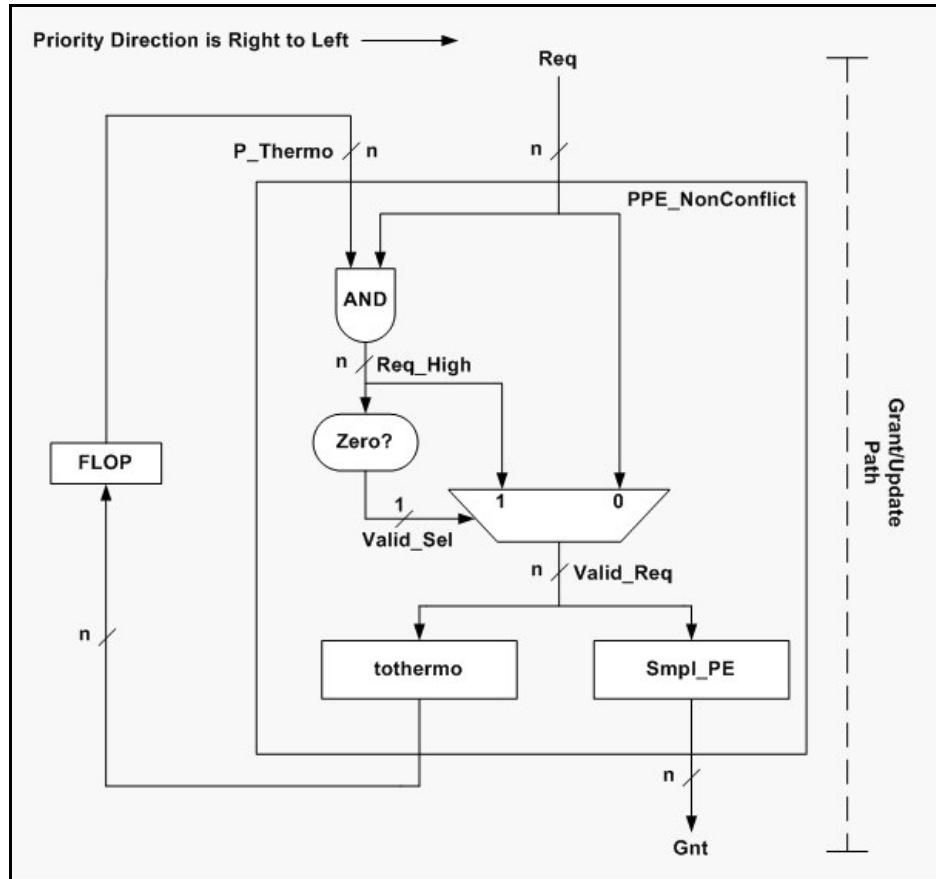 Priority Direction is Right to Left
Req
P_Thermo
n
n
PPE_NonConflict
AND
n
Req_High
Zero?
FLOP
1
0
1
Valid_Sel
n
Valid_Req
Grant/Update
Path
n
tothermo
Smpl_PE
n
Gnt